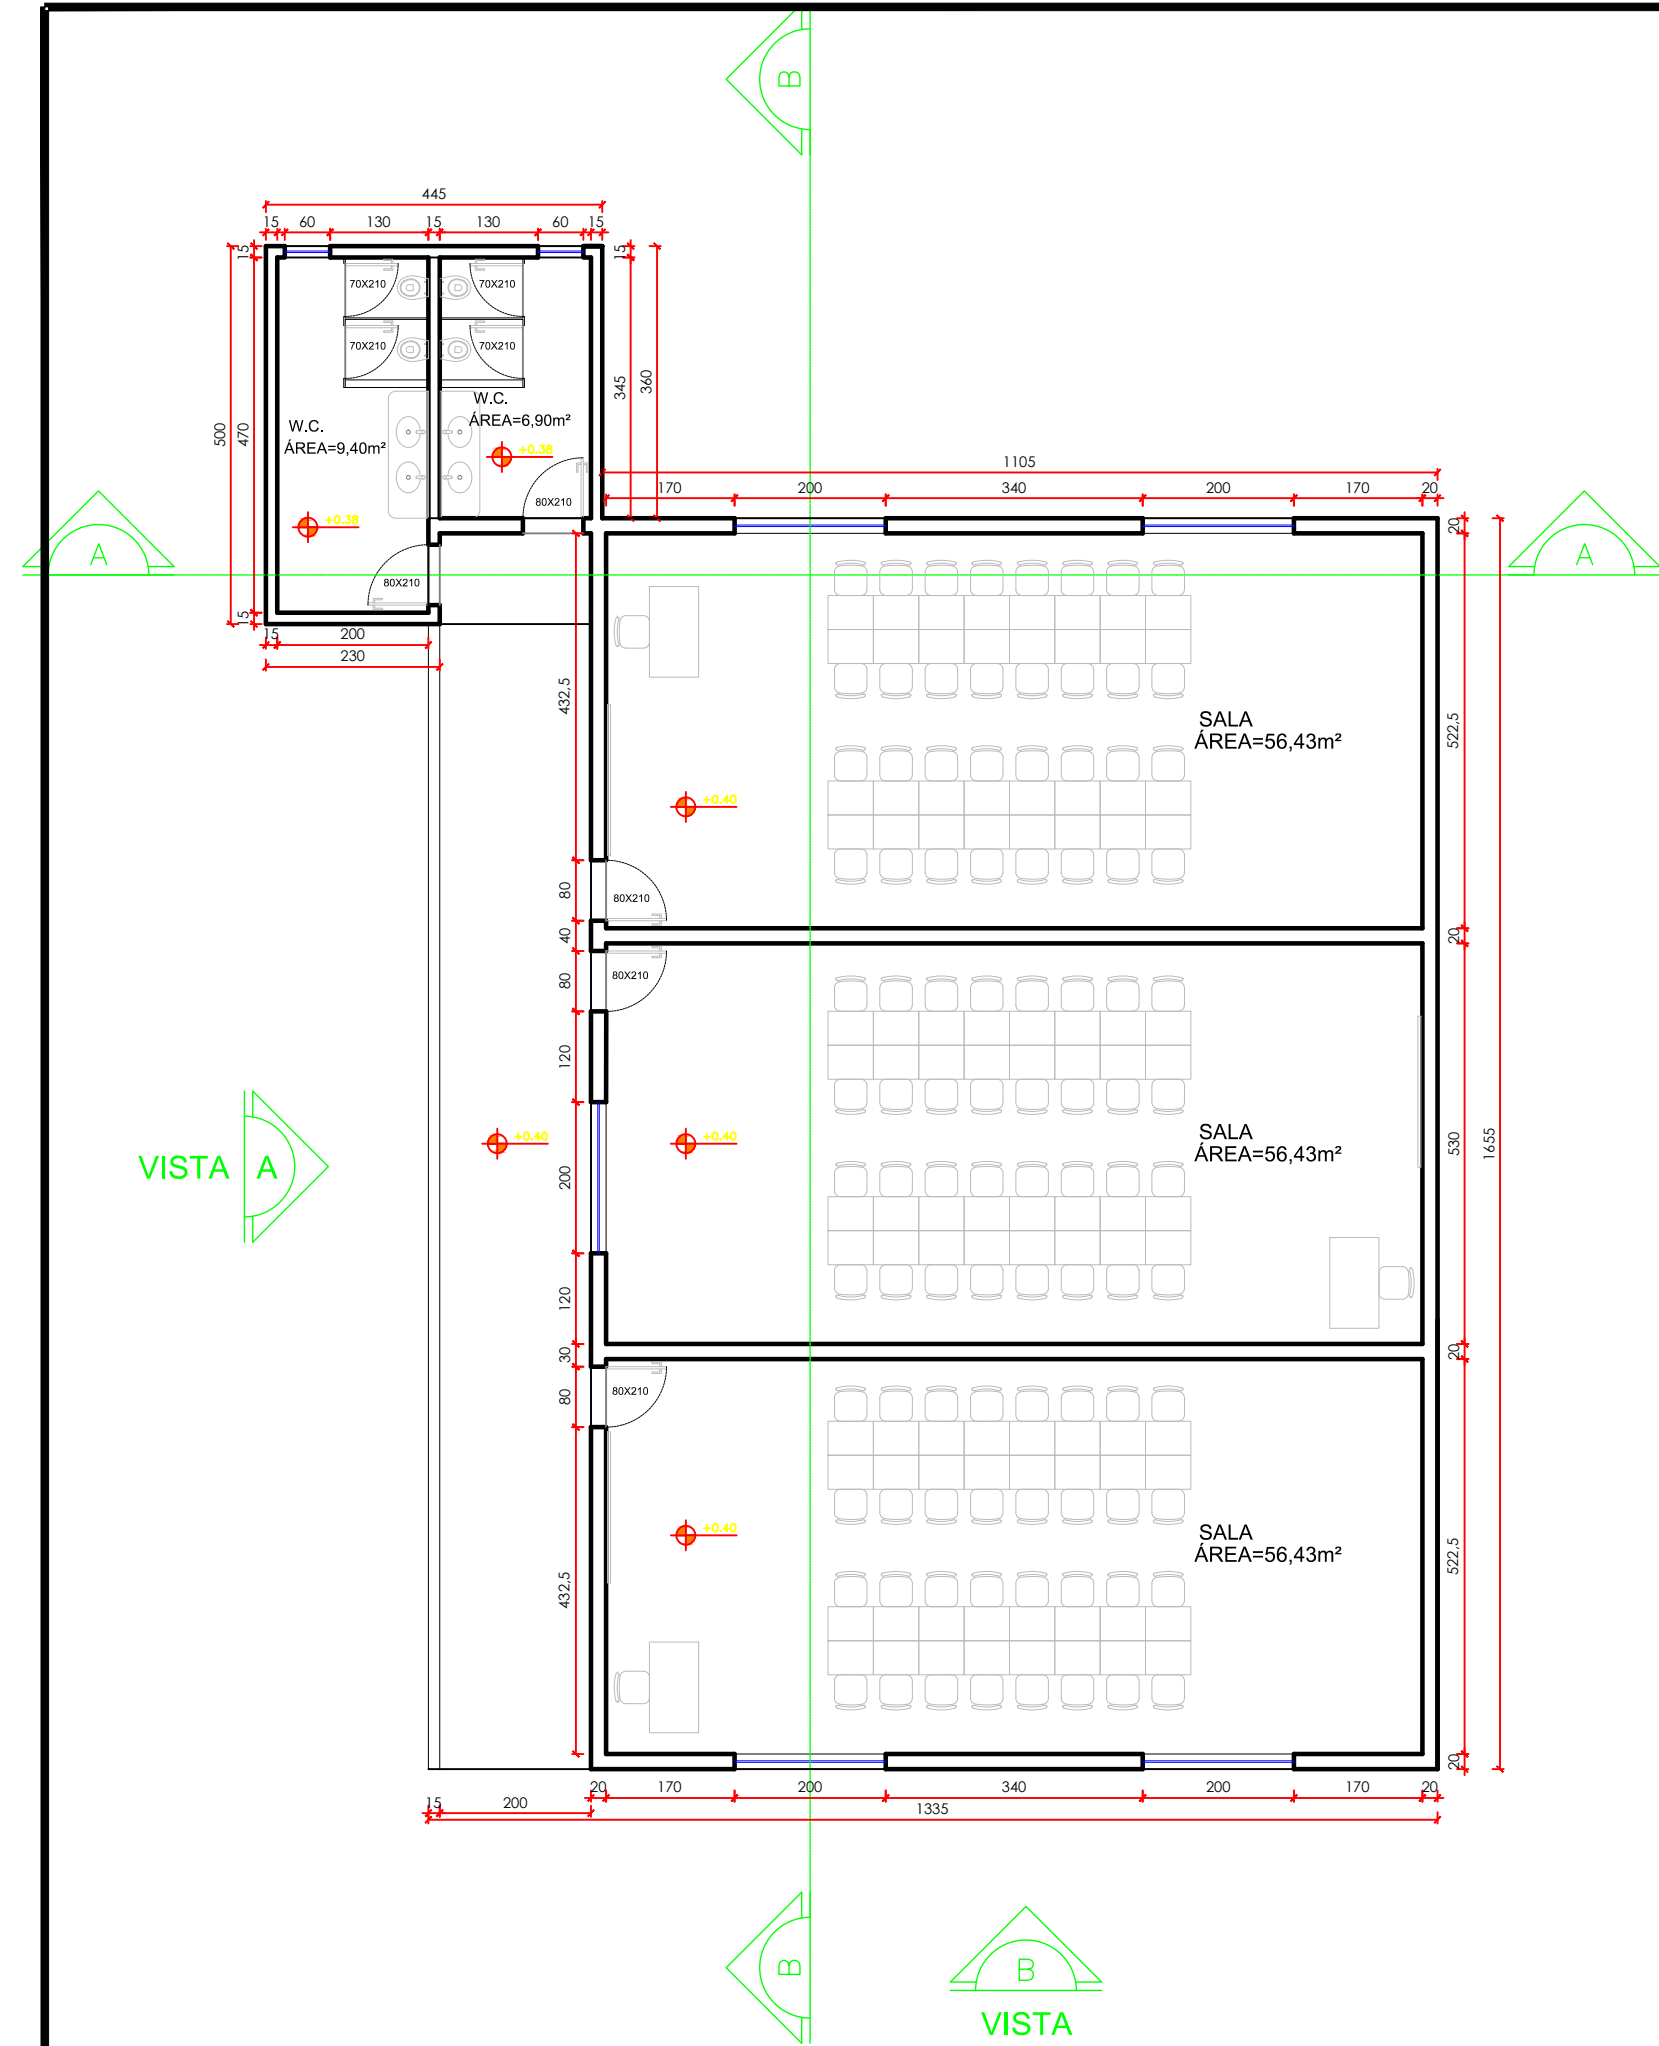 B
445
15 60 130 15 130 60 15
15
15
70X210
70X210
70X210
70X210
345
360
500
470
W.C.
ÁREA=6,90m²
W.C.
ÁREA=9,40m²
+0.38
+0.38
80X210
80X210
15
15 200
230
1105
170 200 340 200 170 20
A
A
20
432,5
522,5
SALA
ÁREA=56,43m²
+0.40
80
80X210
40
20
80
80X210
120
200
+0.40
+0.40
SALA
ÁREA=56,43m²
530
1655
VISTA A
120
30
20
80
80X210
432,5
+0.40
SALA
ÁREA=56,43m²
522,5
20
20 170 200 340 200 170 20
15 200
1335
B
B
VISTA